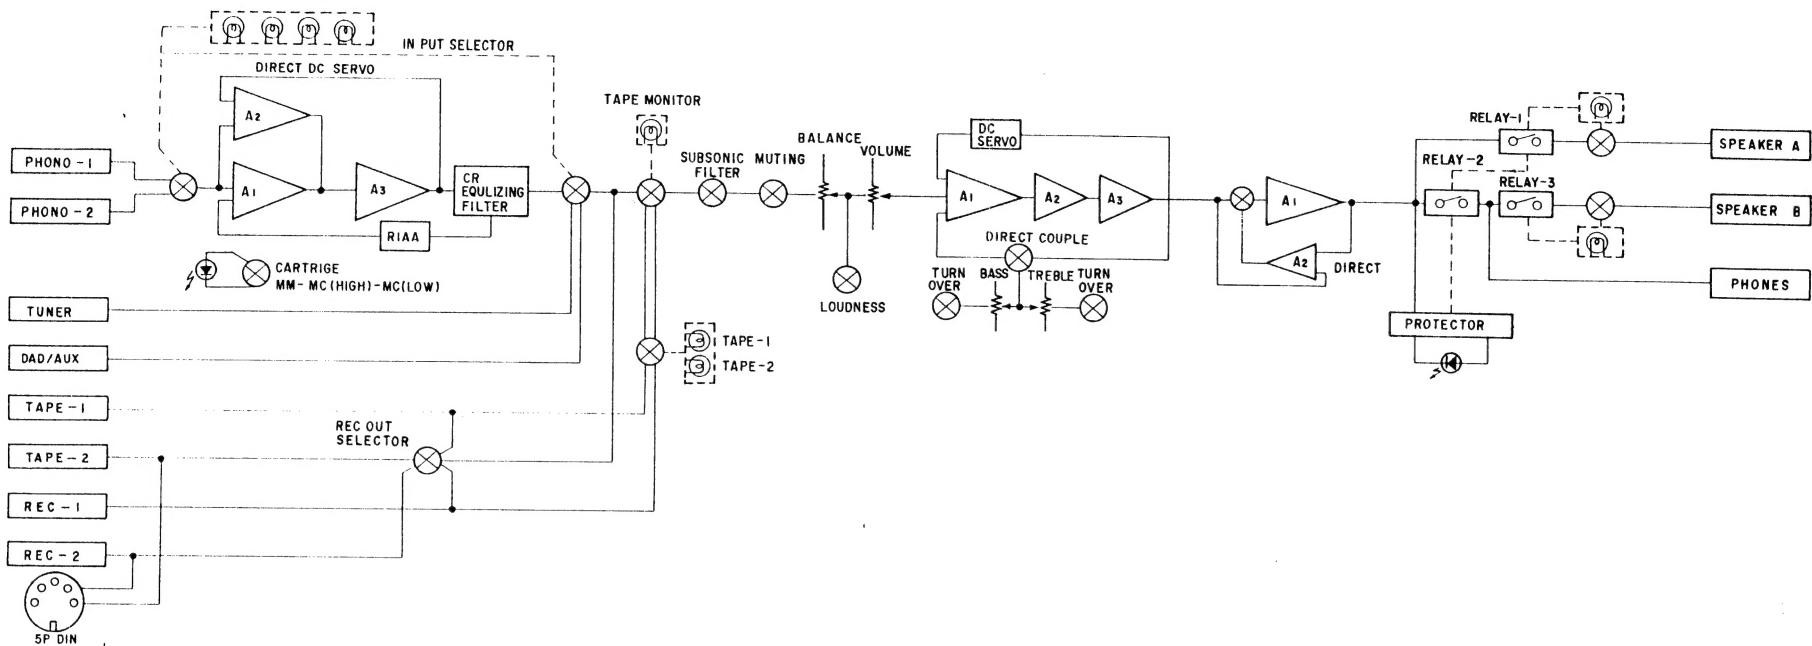 IN PUT SELECTOR
DIRECT DC SERVO
A2
A1
A3
CR
EQULIZING
FILTER
RIAA
PHONO-1
PHONO-2
CARTRIGE
MM-MC(HIGH)-MC(LOW)
TUNER
DAD/AUX
TAPE-1
TAPE-2
REC-1
REC-2
5P DIN
REC OUT
SELECTOR
TAPE MONITOR
TAPE-1
TAPE-2
SUBSONIC
FILTER
MUTING
BALANCE
VOLUME
LOUDNESS
DC
SERVO
A1
A2
A3
DIRECT COUPLE
TURN
OVER
BASS
TREBLE
TURN
OVER
A1
A2
DIRECT
RELAY-1
RELAY-2
RELAY-3
PROTECTOR
SPEAKER A
SPEAKER B
PHONES